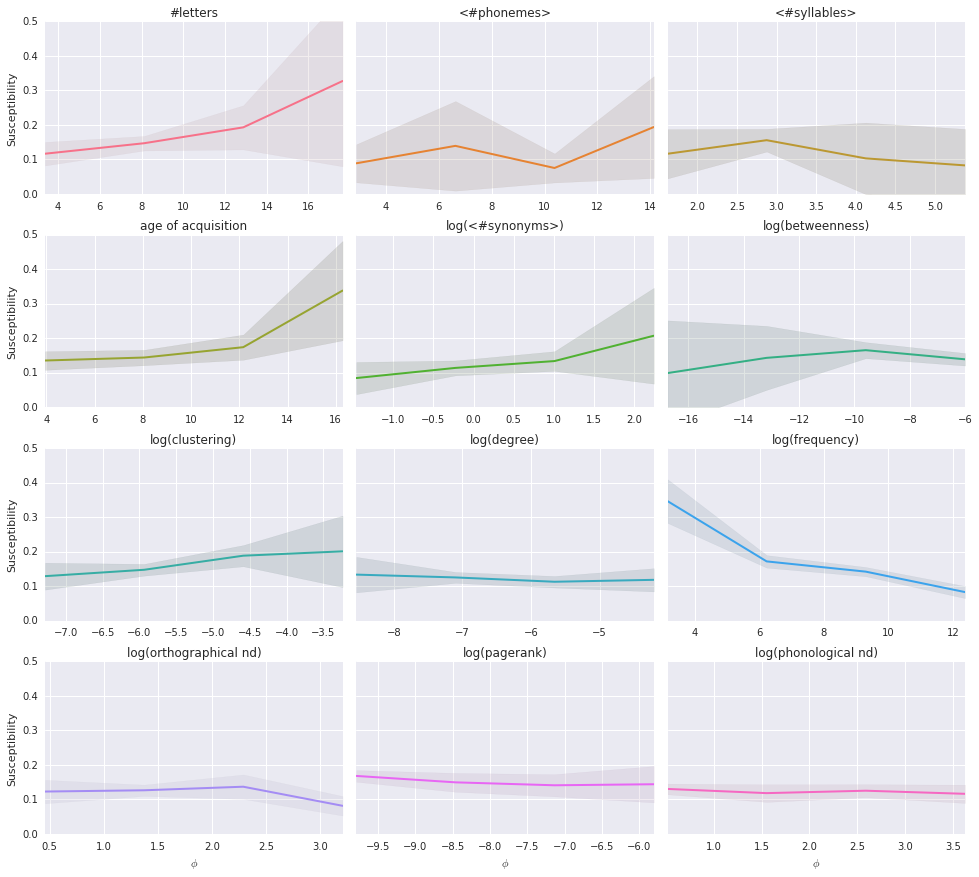 #letters <#phonemes> <#syllables>
Susceptibility
0.5
0.4
0.3
0.2
0.1
0.0
4 6 8 10 12 14 16 4 6 8 10 12 14 2.0 2.5 3.0 3.5 4.0 4.5 5.0
age of acquisition log(<#synonyms>) log(betweenness)
Susceptibility
0.5
0.4
0.3
0.2
0.1
0.0
4 6 8 10 12 14 16 −1.0 −0.5 0.0 0.5 1.0 1.5 2.0 −16 −14 −12 −10 −8 −6
log(clustering) log(degree) log(frequency)
Susceptibility
0.5
0.4
0.3
0.2
0.1
0.0
−7.0 −6.5 −6.0 −5.5 −5.0 −4.5 −4.0 −3.5 −8 −7 −6 −5 4 6 8 10 12
log(orthographical nd) log(pagerank) log(phonological nd)
Susceptibility
0.5
0.4
0.3
0.2
0.1
0.0
0.5 1.0 1.5 2.0 2.5 3.0 −9.5 −9.0 −8.5 −8.0 −7.5 −7.0 −6.5 −6.0 1.0 1.5 2.0 2.5 3.0 3.5
ϕ ϕ ϕ